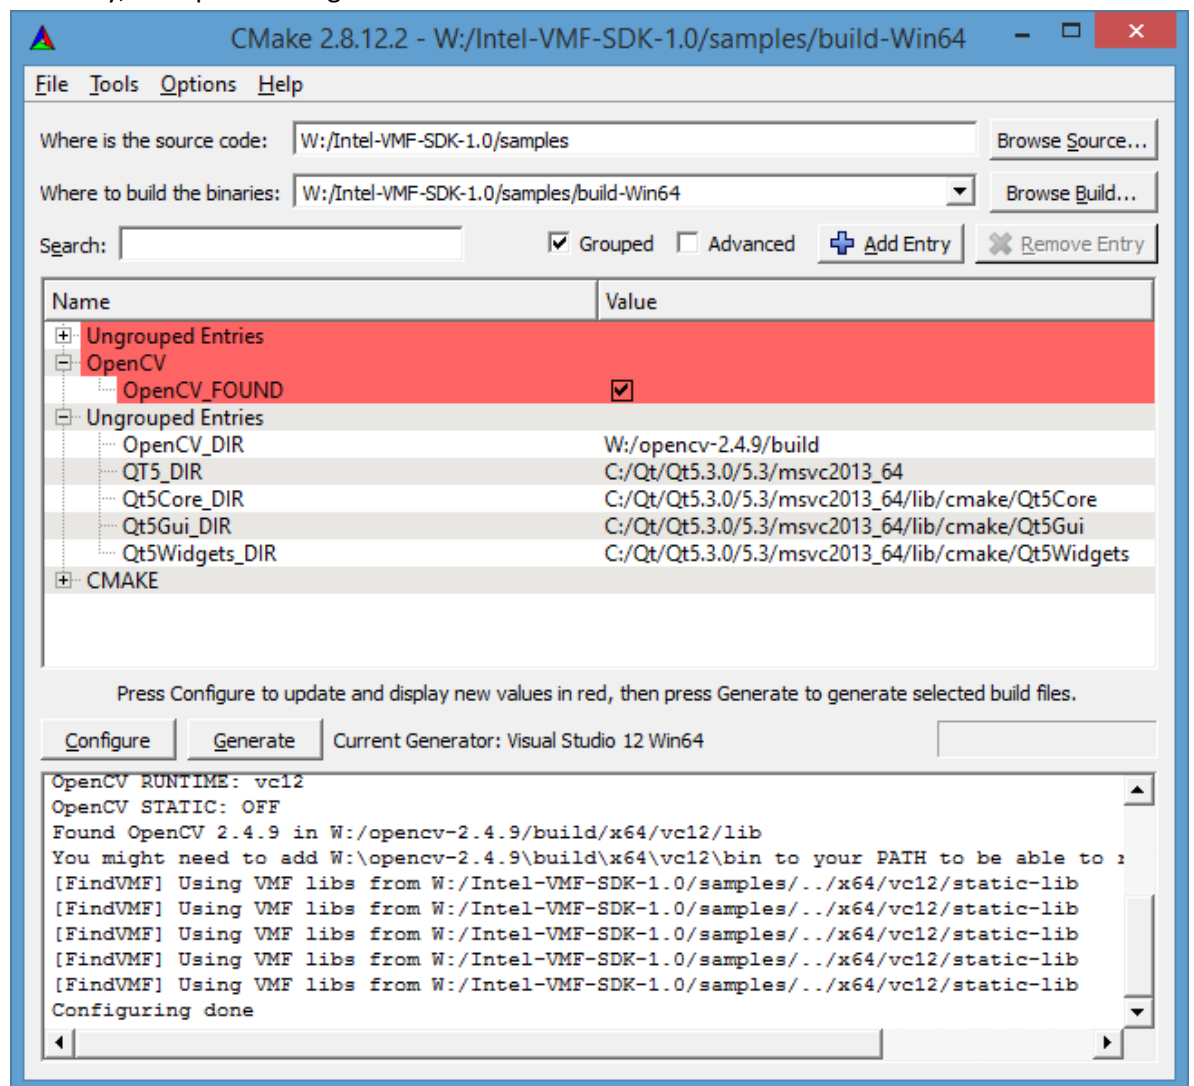 CMake 2.8.12.2 - W:/Intel-VMF-SDK-1.0/samples/build-Win64
File Tools Options Help
Where is the source code: W:/Intel-VMF-SDK-1.0/samples Browse Source...
Where to build the binaries: W:/Intel-VMF-SDK-1.0/samples/build-Win64 Browse Build...
Search: Grouped Advanced Add Entry Remove Entry
Name Value
Ungrouped Entries
OpenCV
OpenCV_FOUND
Ungrouped Entries
OpenCV_DIR W:/opencv-2.4.9/build
QT5_DIR C:/Qt/Qt5.3.0/5.3/msvc2013_64
Qt5Core_DIR C:/Qt/Qt5.3.0/5.3/msvc2013_64/lib/cmake/Qt5Core
Qt5Gui_DIR C:/Qt/Qt5.3.0/5.3/msvc2013_64/lib/cmake/Qt5Gui
Qt5Widgets_DIR C:/Qt/Qt5.3.0/5.3/msvc2013_64/lib/cmake/Qt5Widgets
CMAKE
Press Configure to update and display new values in red, then press Generate to generate selected build files.
Configure Generate Current Generator: Visual Studio 12 Win64
OpenCV RUNTIME: vc12
OpenCV STATIC: OFF
Found OpenCV 2.4.9 in W:/opencv-2.4.9/build/x64/vc12/lib
You might need to add W:\opencv-2.4.9\build\x64\vc12\bin to your PATH to be able to
[FindVMF] Using VMF libs from W:/Intel-VMF-SDK-1.0/samples/../x64/vc12/static-lib
[FindVMF] Using VMF libs from W:/Intel-VMF-SDK-1.0/samples/../x64/vc12/static-lib
[FindVMF] Using VMF libs from W:/Intel-VMF-SDK-1.0/samples/../x64/vc12/static-lib
[FindVMF] Using VMF libs from W:/Intel-VMF-SDK-1.0/samples/../x64/vc12/static-lib
[FindVMF] Using VMF libs from W:/Intel-VMF-SDK-1.0/samples/../x64/vc12/static-lib
Configuring done